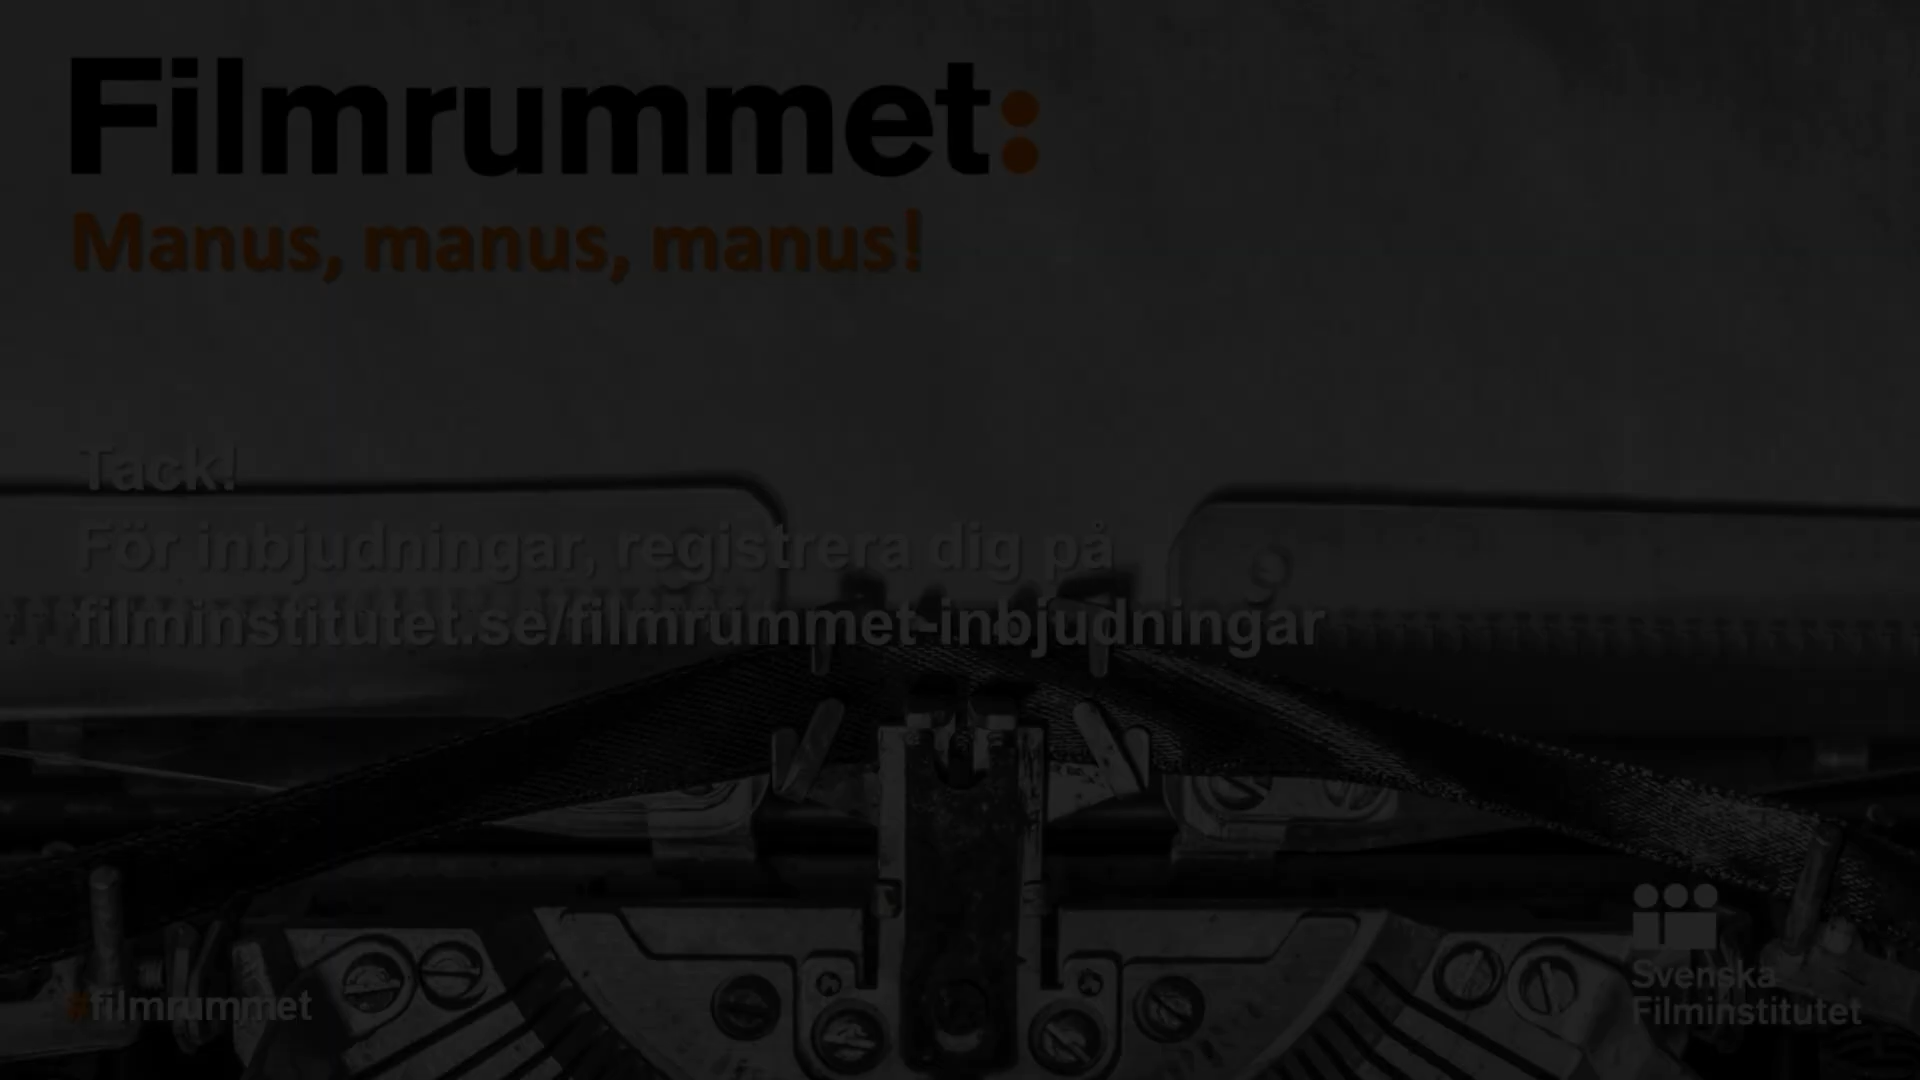 Filmrummet:
Manus, manus, manus!
Tack!
För inbjudningar, registrera dig på
filminstitutet.se/filmrummet-inbjudningar
#filmrummet
Svenska
Filminstitutet